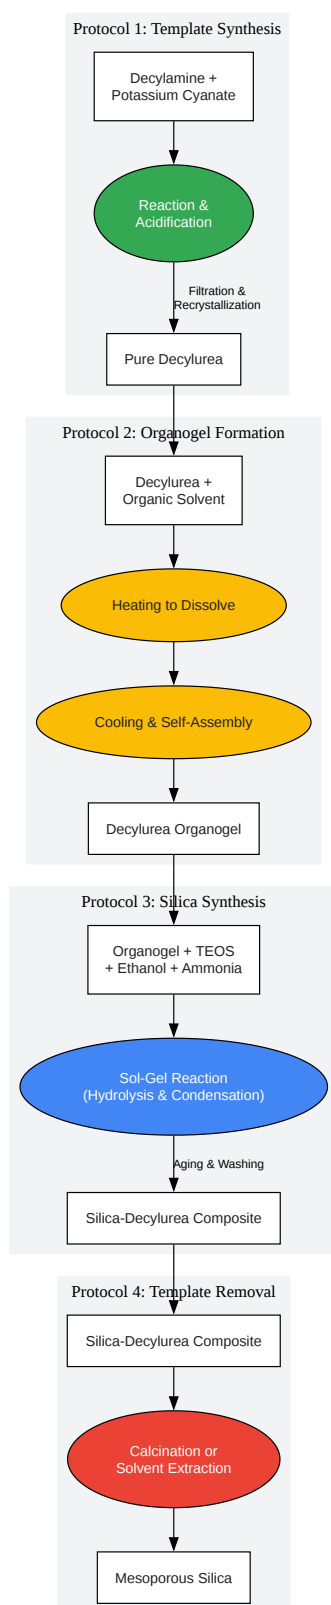 Protocol 1: Template Synthesis
Decylamine +
Potassium Cyanate
Reaction &
Acidification
Filtration &
Recrystallization
Pure Decylurea
Protocol 2: Organogel Formation
Decylurea +
Organic Solvent
Heating to Dissolve
Cooling & Self-Assembly
Decylurea Organogel
Protocol 3: Silica Synthesis
Organogel + TEOS
+ Ethanol + Ammonia
Sol-Gel Reaction
(Hydrolysis & Condensation)
Aging & Washing
Silica-Decylurea Composite
Protocol 4: Template Removal
Silica-Decylurea Composite
Calcination or
Solvent Extraction
Mesoporous Silica